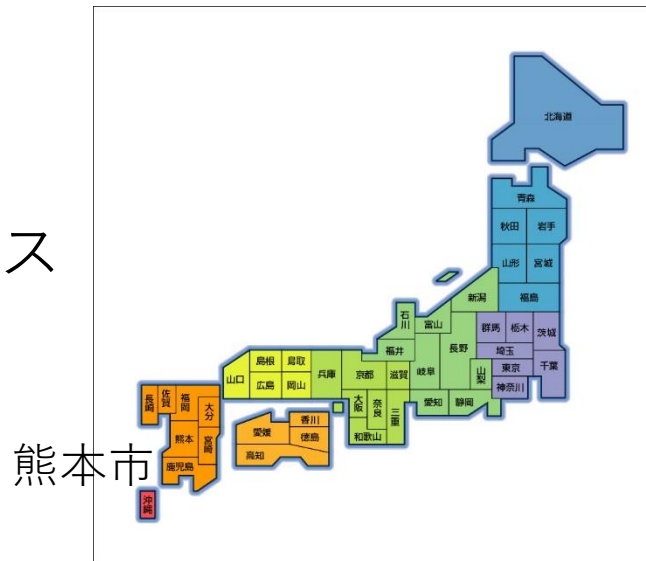 北海道
青森
秋田 岩手
ス
山形 宮城
新潟 福島
石川 富山 群馬 栃木 茨城
福井 岐阜 長野 埼玉
山梨 東京 千葉
島根 鳥取 兵庫 京都 滋賀 神奈川
山口 広島 岡山
長崎 佐賀 福岡 大分 大阪 奈良 三重 愛知 静岡
香川
愛媛 徳島
熊本 宮崎 和歌山
高知
熊本市 鹿児島
沖縄